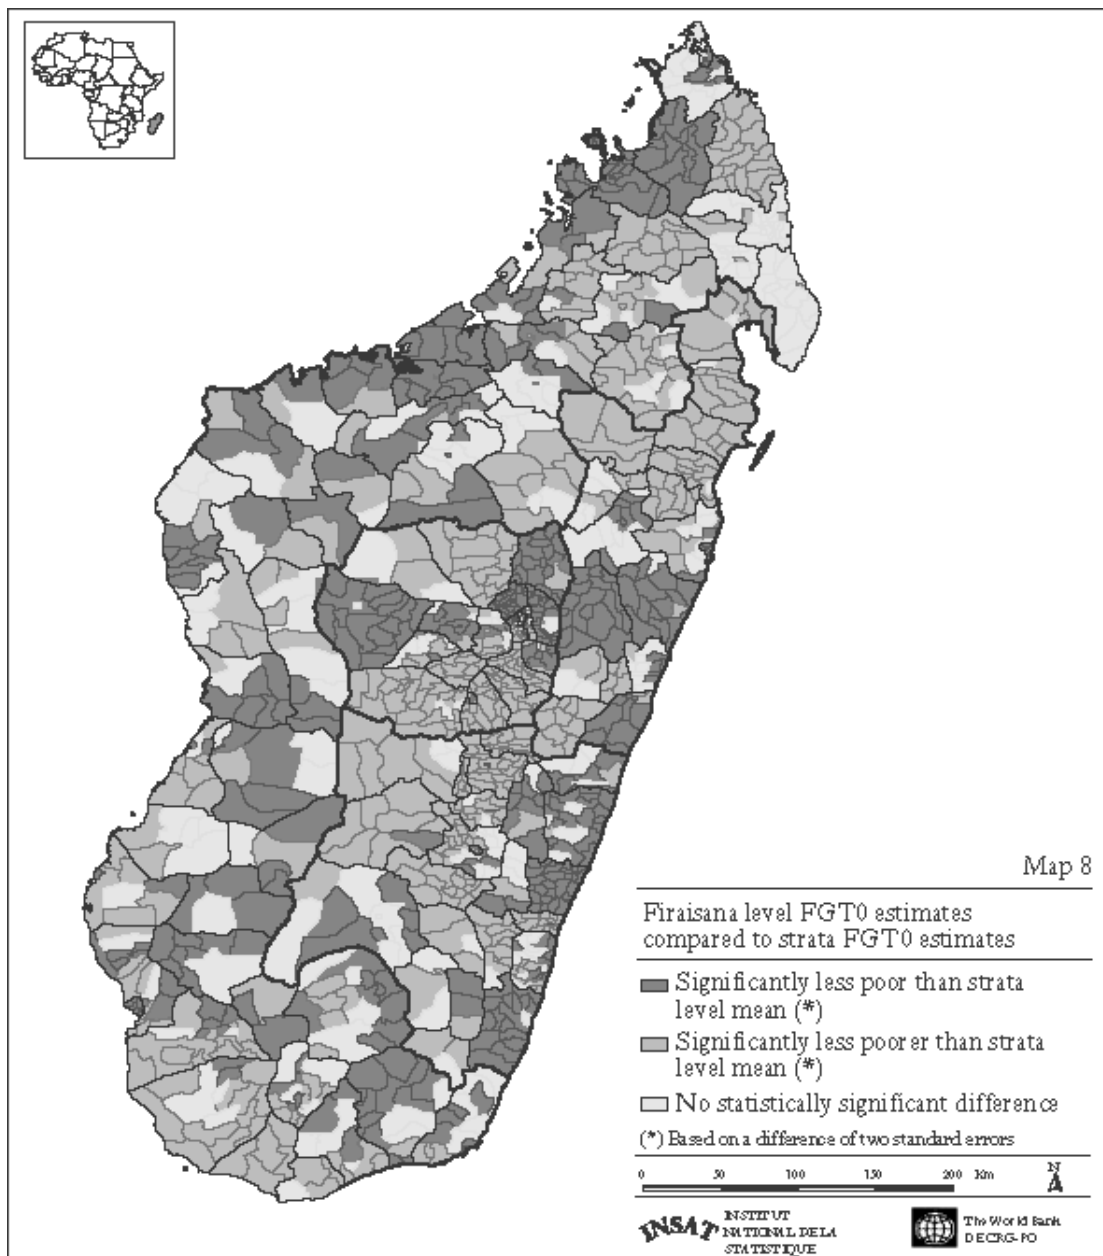 Map 8
Firaisana level FGT0 estimates
compared to strata FGT0 estimates
Significantly less poor than strata
level mean (*)
Significantly less poorer than strata
level mean (*)
No statistically significant difference
(*) Based on a difference of two standard errors
0 50 100 150 200 Km
N
INSTAT
INSTITUT
NATIONAL DE LA
STATISTIQUE
The World Bank
DECRG-PO